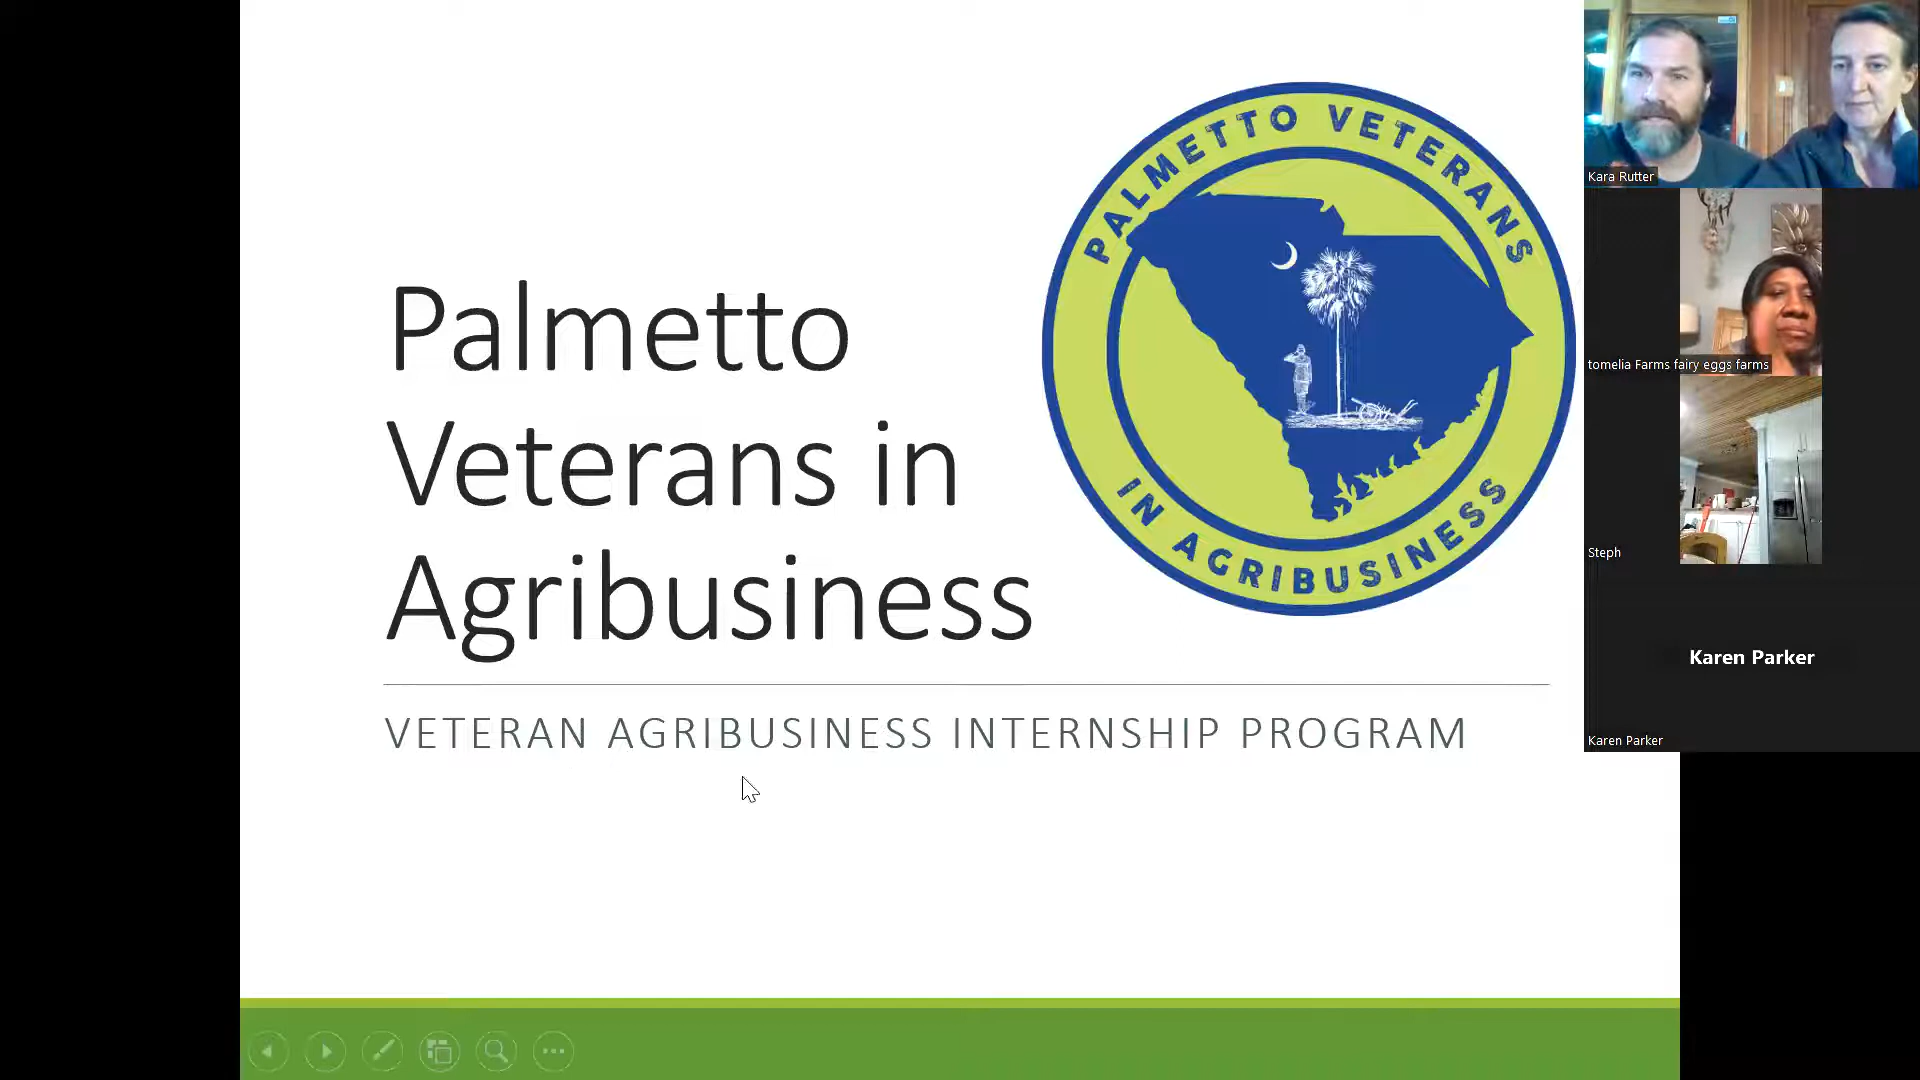 Palmetto
Veterans in
Agribusiness
VETERAN AGRIBUSINESS INTERNSHIP PROGRAM
PALMETTO VETERANS
IN AGRIBUSINESS
Kara Rutter
tomelia Farms fairy eggs farms
Steph
Karen Parker
Karen Parker